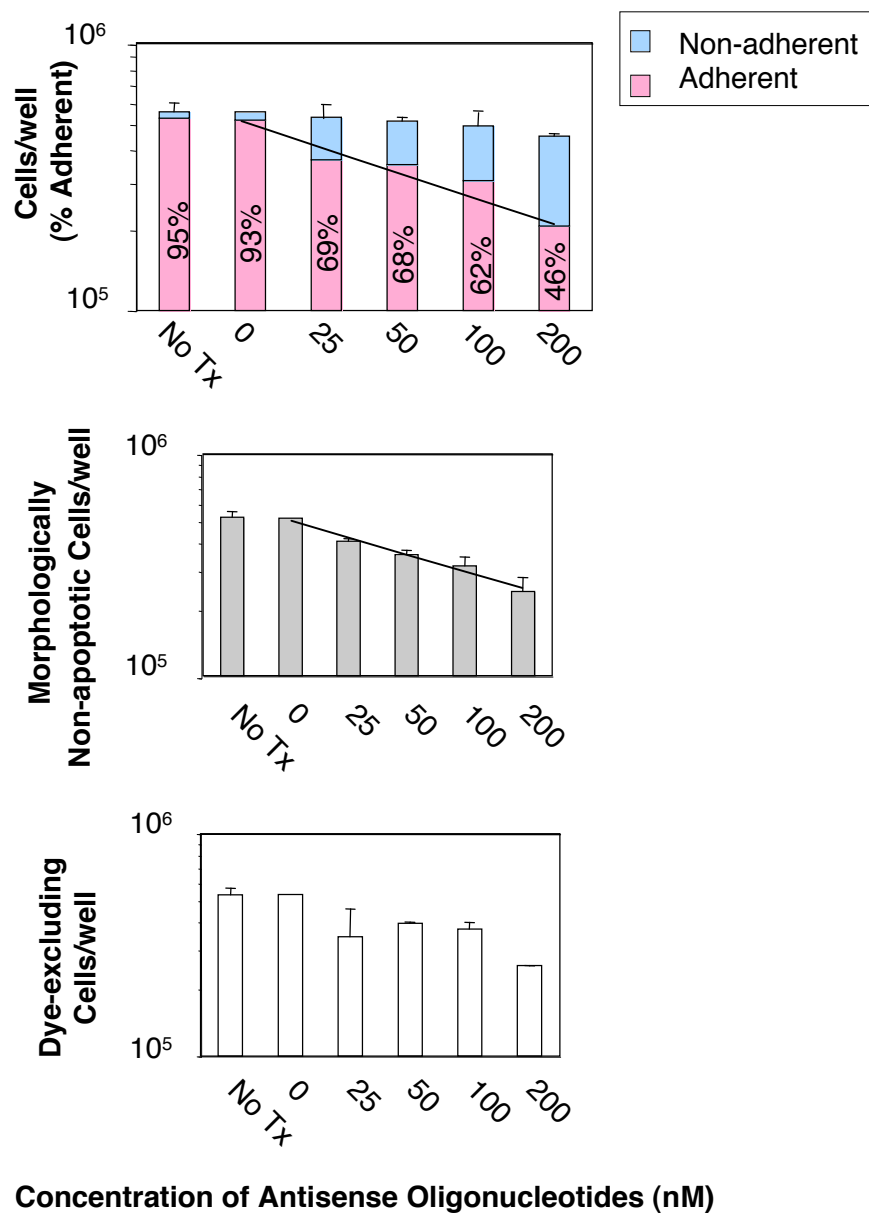 Non-adherent
Adherent
10⁶
10⁵
Cells/well
(% Adherent)
95%
93%
69%
68%
62%
46%
No Tx
0
25
50
100
200
10⁶
10⁵
Morphologically
Non-apoptotic Cells/well
No Tx
0
25
50
100
200
10⁶
10⁵
Dye-excluding
Cells/well
No Tx
0
25
50
100
200
Concentration of Antisense Oligonucleotides (nM)